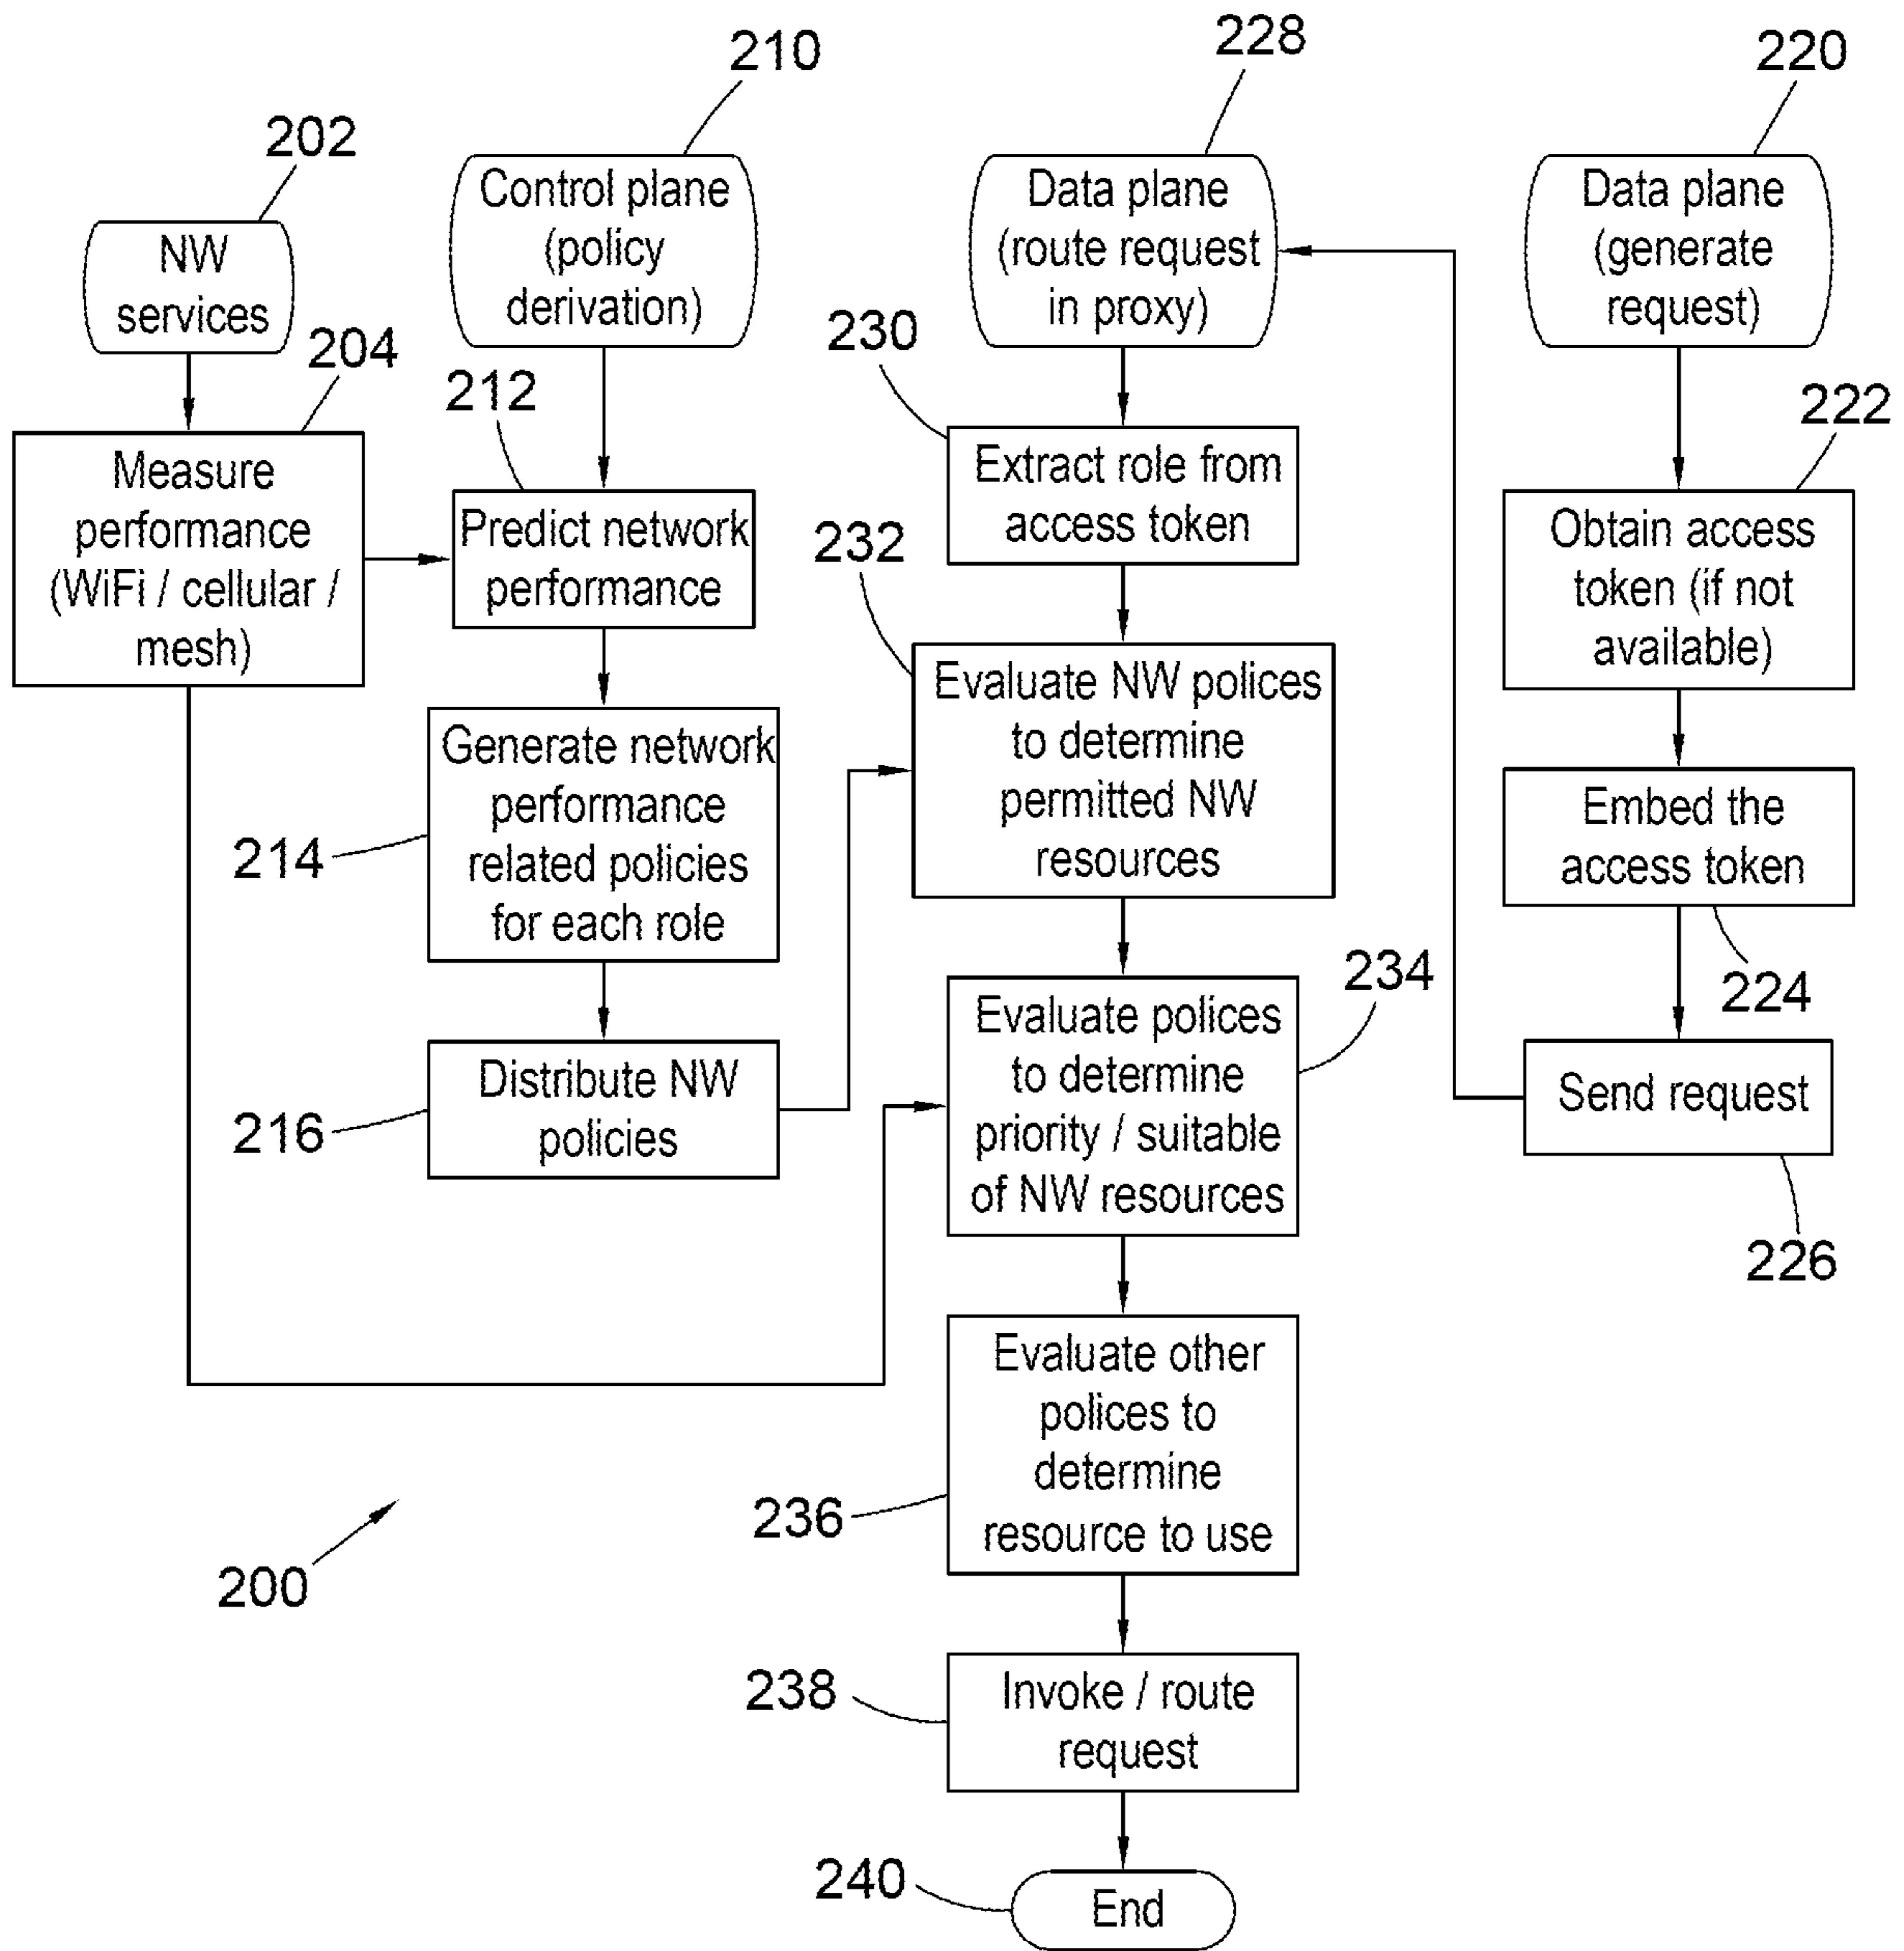 210
228
220
202
Control plane
(policy
derivation)
Data plane
(route request
in proxy)
Data plane
(generate
request)
NW
services
204
212
230
222
Measure
performance
(WiFi / cellular /
mesh)
Predict network
performance
Extract role from
access token
232
Obtain access
token (if not
available)
Generate network
performance
related policies
for each role
214
Evaluate NW polices
to determine
permitted NW
resources
Embed the
access token
224
234
Distribute NW
policies
216
Evaluate polices
to determine
priority / suitable
of NW resources
Send request
226
Evaluate other
polices to
determine
resource to use
236
200
238
Invoke / route
request
240
End